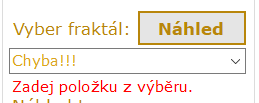 Vyber fraktál: Náhled
Chyba!!!
Zadej položku z výběru.